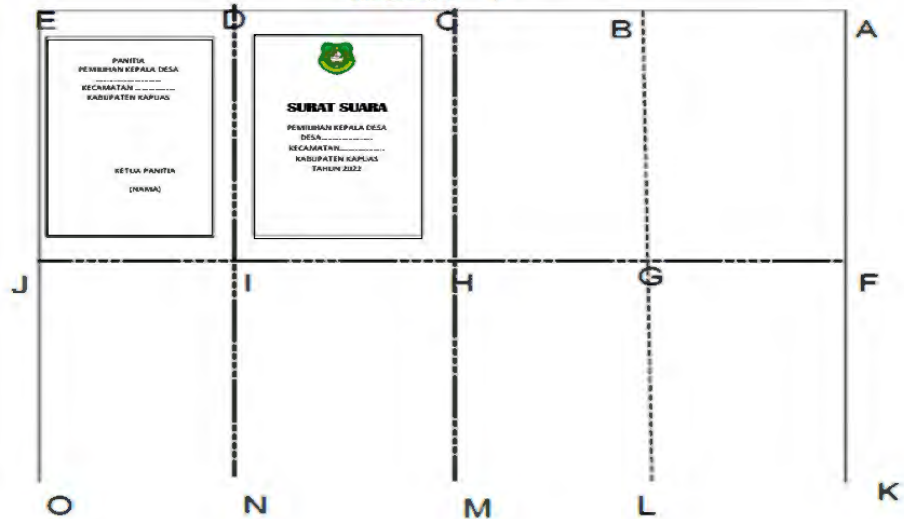 E D C B A
PANITIA
PEMILIHAN KEPALA DESA
........................
KECAMATAN ...............
KABUPATEN KAPUAS
KETUA PANITIA
(NAMA)
SURAT SUARA
PEMILIHAN KEPALA DESA
DESA...................
KECAMATAN................
KABUPATEN KAPUAS
TAHUN 2022
J I H G F
O N M L K